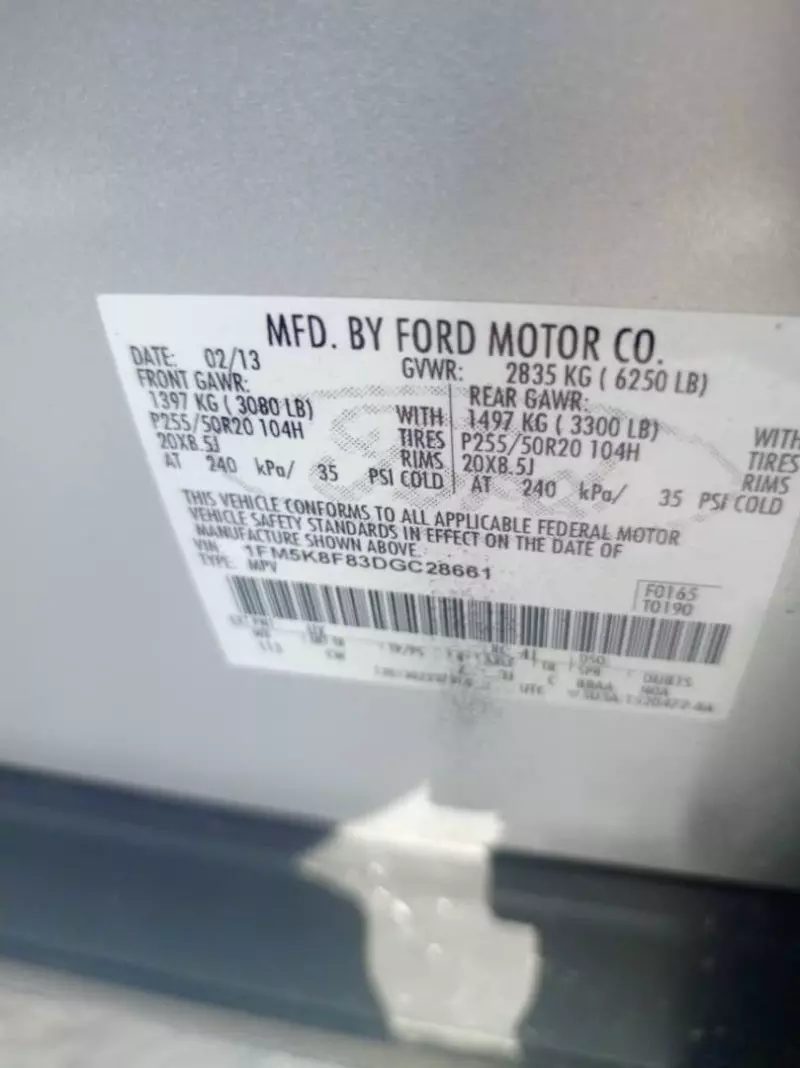 MFD. BY FORD MOTOR CO.
DATE: 02/13 GVWR: 2835 KG ( 6250 LB)
FRONT GAWR: REAR GAWR:
1397 KG ( 3080 LB) WITH 1497 KG ( 3300 LB) WITH
P255/50R20 104H TIRES P255/50R20 104H TIRES
20X8.5J RIMS 20X8.5J RIMS
AT 240 kPa/ 35 PSI COLD AT 240 kPa/ 35 PSI COLD
THIS VEHICLE CONFORMS TO ALL APPLICABLE FEDERAL MOTOR
VEHICLE SAFETY STANDARDS IN EFFECT ON THE DATE OF
MANUFACTURE SHOWN ABOVE.
VIN: 1FM5K8F83DGC28661
TYPE: MPV
F0165
T0190